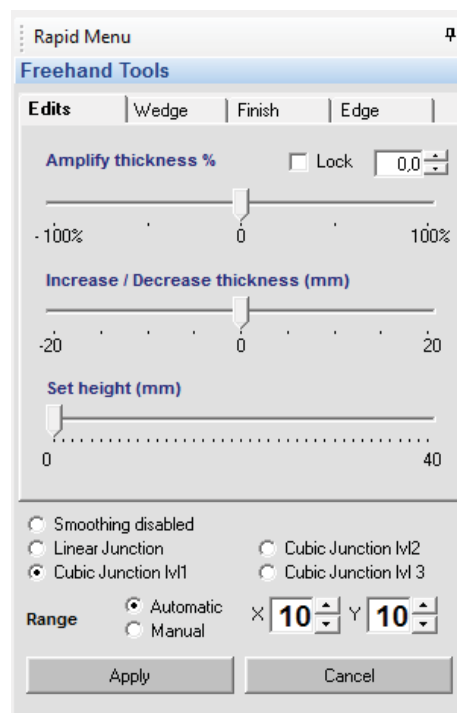 Rapid Menu
Freehand Tools
Edits Wedge Finish Edge
Amplify thickness % Lock 0,0
- 100% 0 100%
Increase / Decrease thickness (mm)
-20 0 20
Set height (mm)
0 40
Smoothing disabled
Linear Junction Cubic Junction lvl2
Cubic Junction lvl1 Cubic Junction lvl 3
Range Automatic X 10 Y 10
Manual
Apply Cancel